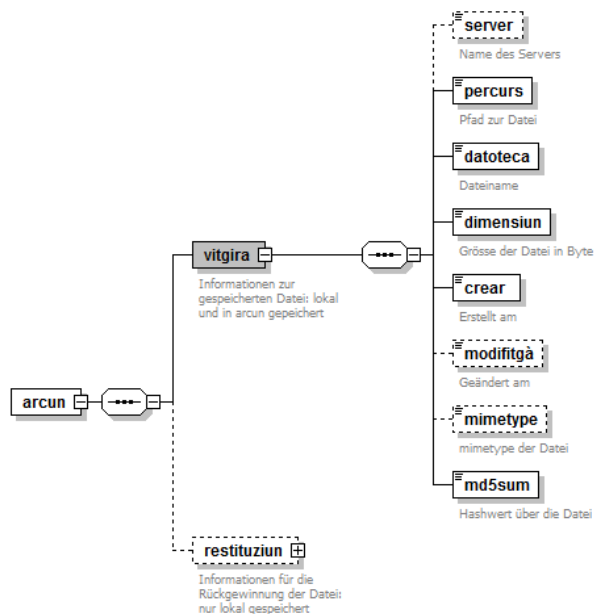 server
Name des Servers
percurs
Pfad zur Datei
datoteca
Dateiname
dimensiun
Grösse der Datei in Byte
crear
Erstellt am
modifitgà
Geändert am
mimetype
mimetype der Datei
md5sum
Hashwert über die Datei
vitgira
Informationen zur
gespeicherten Datei: lokal
und in arcun gepeichert
arcun
restituziun
Informationen für die
Rückgewinnung der Datei:
nur lokal gespeichert